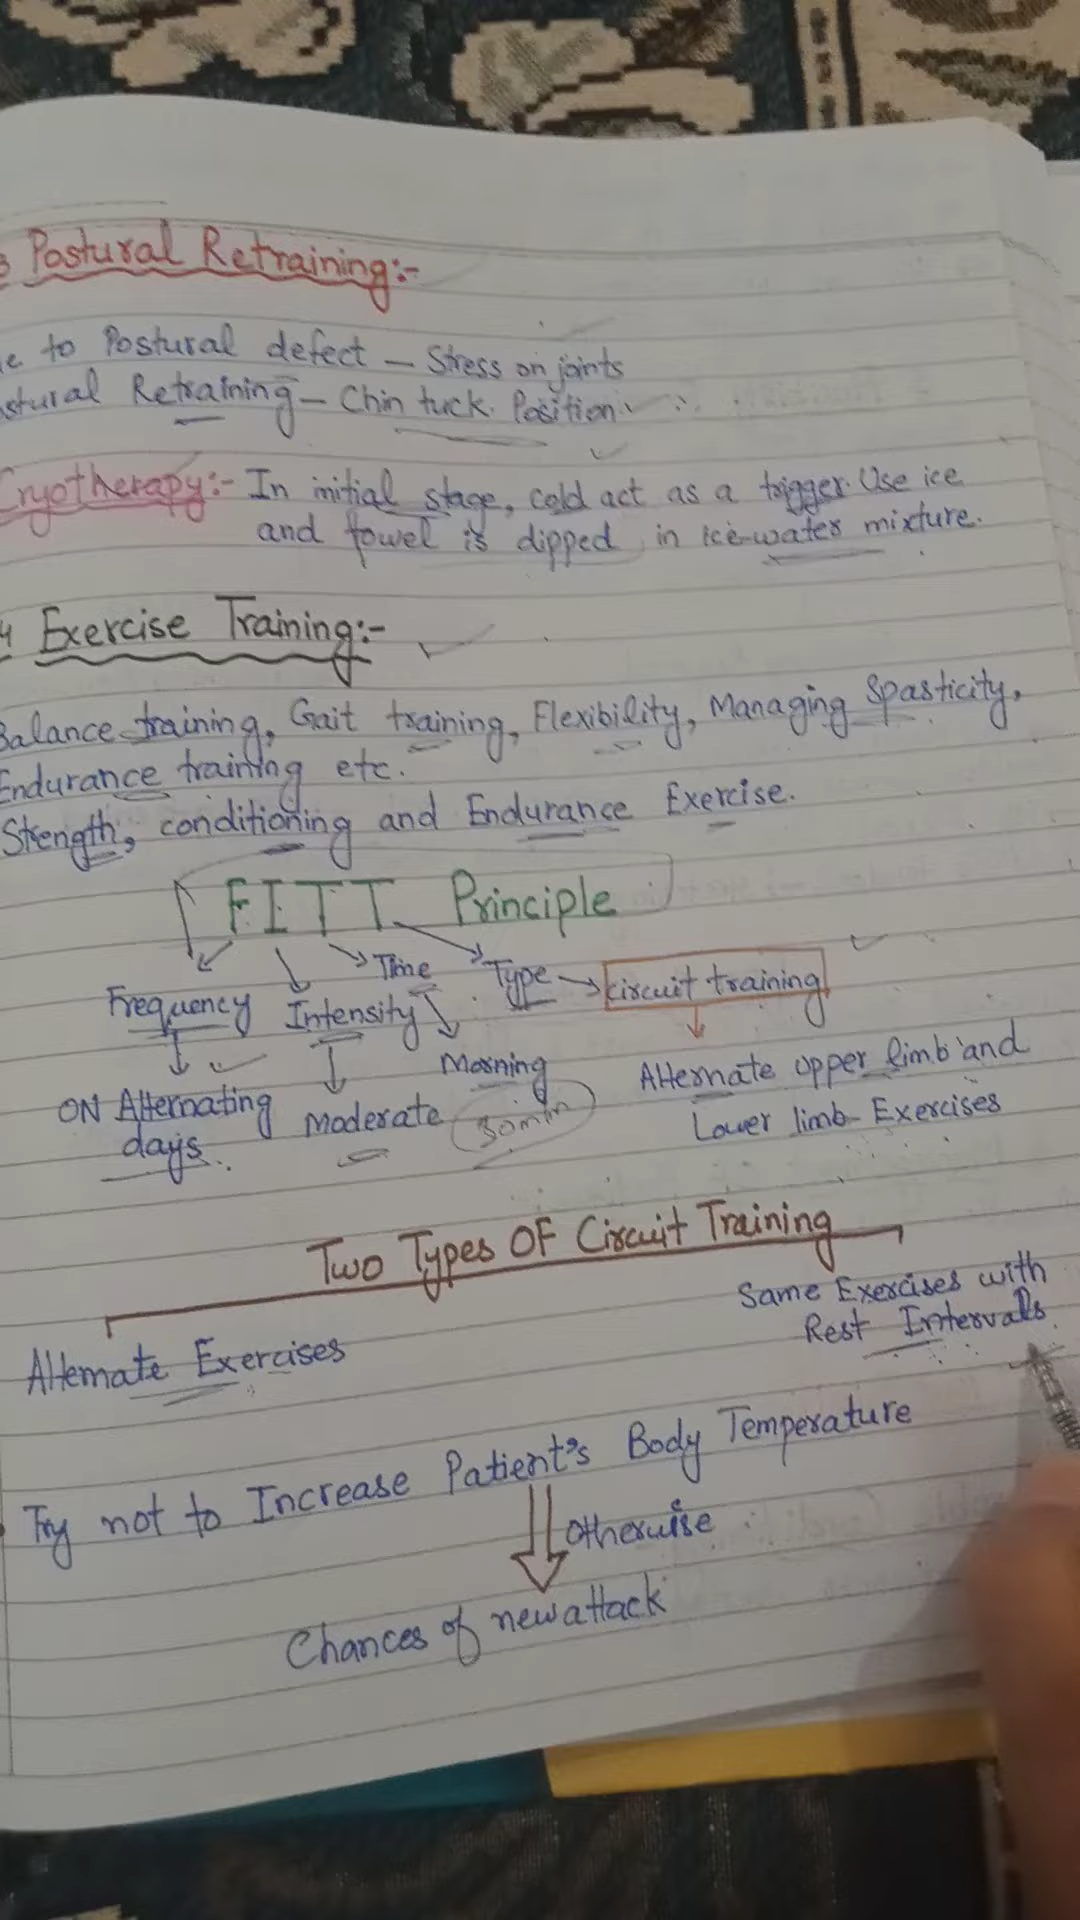 3 Postural Retraining:-
e to Postural defect - Stress on joints
stural Retraining - Chin tuck Position.
Cryotherapy:- In initial stage, cold act as a trigger. Use ice
and towel is dipped in ice-water mixture.
4 Exercise Training:-
Balance training, Gait training, Flexibility, Managing Spasticity,
Endurance training etc.
Strength, conditioning and Endurance Exercise.
FITT Principle
Frequency Intensity Time Type → circuit training
ON Alternating days.
Moderate
Morning
30min
Alternate upper limb and
Lower limb Exercises
Two Types OF Circuit Training
Alternate Exercises
Same Exercises with
Rest Intervals.
Try not to Increase Patient's Body Temperature
otherwise
Chances of new attack